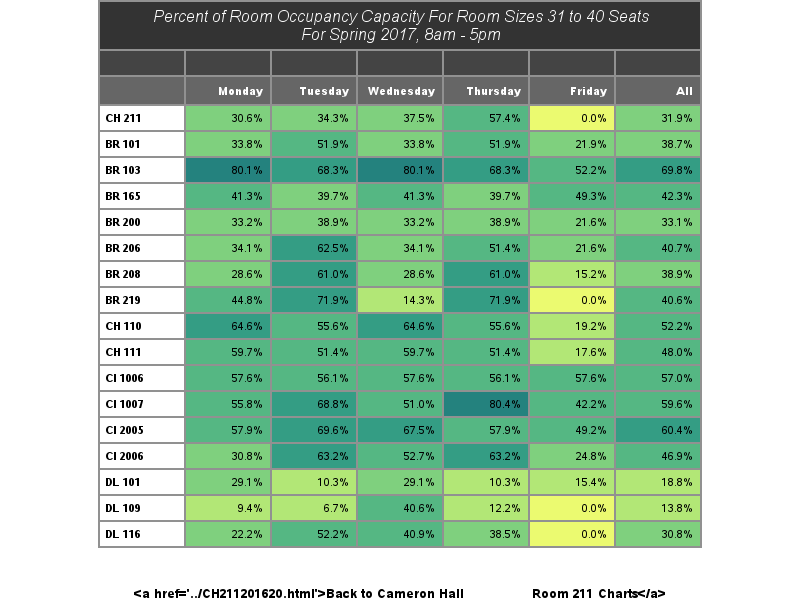 Percent of Room Occupancy Capacity For Room Sizes 31 to 40 Seats
For Spring 2017, 8am - 5pm
Monday Tuesday Wednesday Thursday Friday All
CH 211 30.6% 34.3% 37.5% 57.4% 0.0% 31.9%
BR 101 33.8% 51.9% 33.8% 51.9% 21.9% 38.7%
BR 103 80.1% 68.3% 80.1% 68.3% 52.2% 69.8%
BR 165 41.3% 39.7% 41.3% 39.7% 49.3% 42.3%
BR 200 33.2% 38.9% 33.2% 38.9% 21.6% 33.1%
BR 206 34.1% 62.5% 34.1% 51.4% 21.6% 40.7%
BR 208 28.6% 61.0% 28.6% 61.0% 15.2% 38.9%
BR 219 44.8% 71.9% 14.3% 71.9% 0.0% 40.6%
CH 110 64.6% 55.6% 64.6% 55.6% 19.2% 52.2%
CH 111 59.7% 51.4% 59.7% 51.4% 17.6% 48.0%
CI 1006 57.6% 56.1% 57.6% 56.1% 57.6% 57.0%
CI 1007 55.8% 68.8% 51.0% 80.4% 42.2% 59.6%
CI 2005 57.9% 69.6% 67.5% 57.9% 49.2% 60.4%
CI 2006 30.8% 63.2% 52.7% 63.2% 24.8% 46.9%
DL 101 29.1% 10.3% 29.1% 10.3% 15.4% 18.8%
DL 109 9.4% 6.7% 40.6% 12.2% 0.0% 13.8%
DL 116 22.2% 52.2% 40.9% 38.5% 0.0% 30.8%
<a href='../CH211201620.html'>Back to Cameron Hall Room 211 Charts</a>